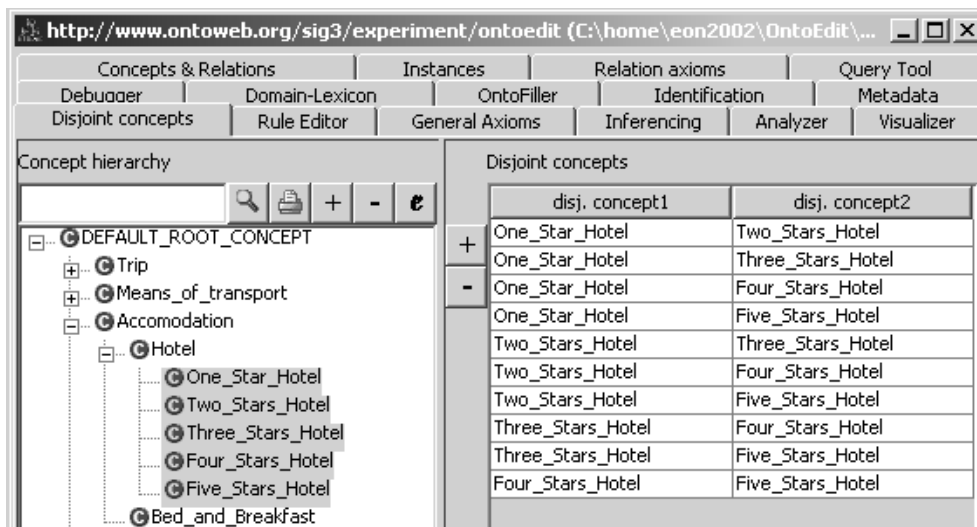 http://www.ontoweb.org/sig3/experiment/ontoedit (C:\home\eon2002\OntoEdit\...
Concepts & Relations Instances Relation axioms Query Tool
Debugger Domain-Lexicon OntoFiller Identification Metadata
Disjoint concepts Rule Editor General Axioms Inferencing Analyzer Visualizer
Concept hierarchy
DEFAULT_ROOT_CONCEPT
Trip
Means_of_transport
Accomodation
Hotel
One_Star_Hotel
Two_Stars_Hotel
Three_Stars_Hotel
Four_Stars_Hotel
Five_Stars_Hotel
Bed_and_Breakfast
Disjoint concepts
disj. concept1 disj. concept2
One_Star_Hotel Two_Stars_Hotel
One_Star_Hotel Three_Stars_Hotel
One_Star_Hotel Four_Stars_Hotel
One_Star_Hotel Five_Stars_Hotel
Two_Stars_Hotel Three_Stars_Hotel
Two_Stars_Hotel Four_Stars_Hotel
Two_Stars_Hotel Five_Stars_Hotel
Three_Stars_Hotel Four_Stars_Hotel
Three_Stars_Hotel Five_Stars_Hotel
Four_Stars_Hotel Five_Stars_Hotel